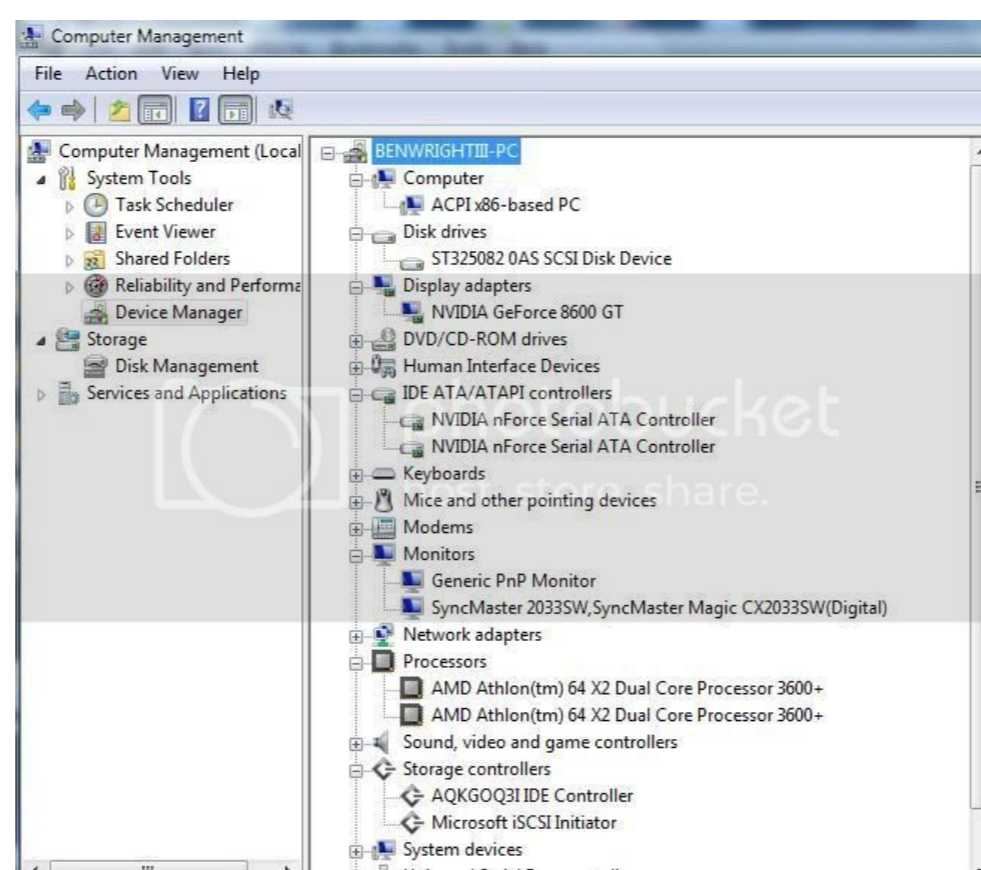 Computer Management
File Action View Help
Computer Management (Local
System Tools
Task Scheduler
Event Viewer
Shared Folders
Reliability and Performa
Device Manager
Storage
Disk Management
Services and Applications
BENWRIGHTIII-PC
Computer
ACPI x86-based PC
Disk drives
ST325082 0AS SCSI Disk Device
Display adapters
NVIDIA GeForce 8600 GT
DVD/CD-ROM drives
Human Interface Devices
IDE ATA/ATAPI controllers
NVIDIA nForce Serial ATA Controller
NVIDIA nForce Serial ATA Controller
Keyboards
Mice and other pointing devices
Modems
Monitors
Generic PnP Monitor
SyncMaster 2033SW,SyncMaster Magic CX2033SW(Digital)
Network adapters
Processors
AMD Athlon(tm) 64 X2 Dual Core Processor 3600+
AMD Athlon(tm) 64 X2 Dual Core Processor 3600+
Sound, video and game controllers
Storage controllers
AQKGOQ3I IDE Controller
Microsoft iSCSI Initiator
System devices
photobucket
host. store. share.